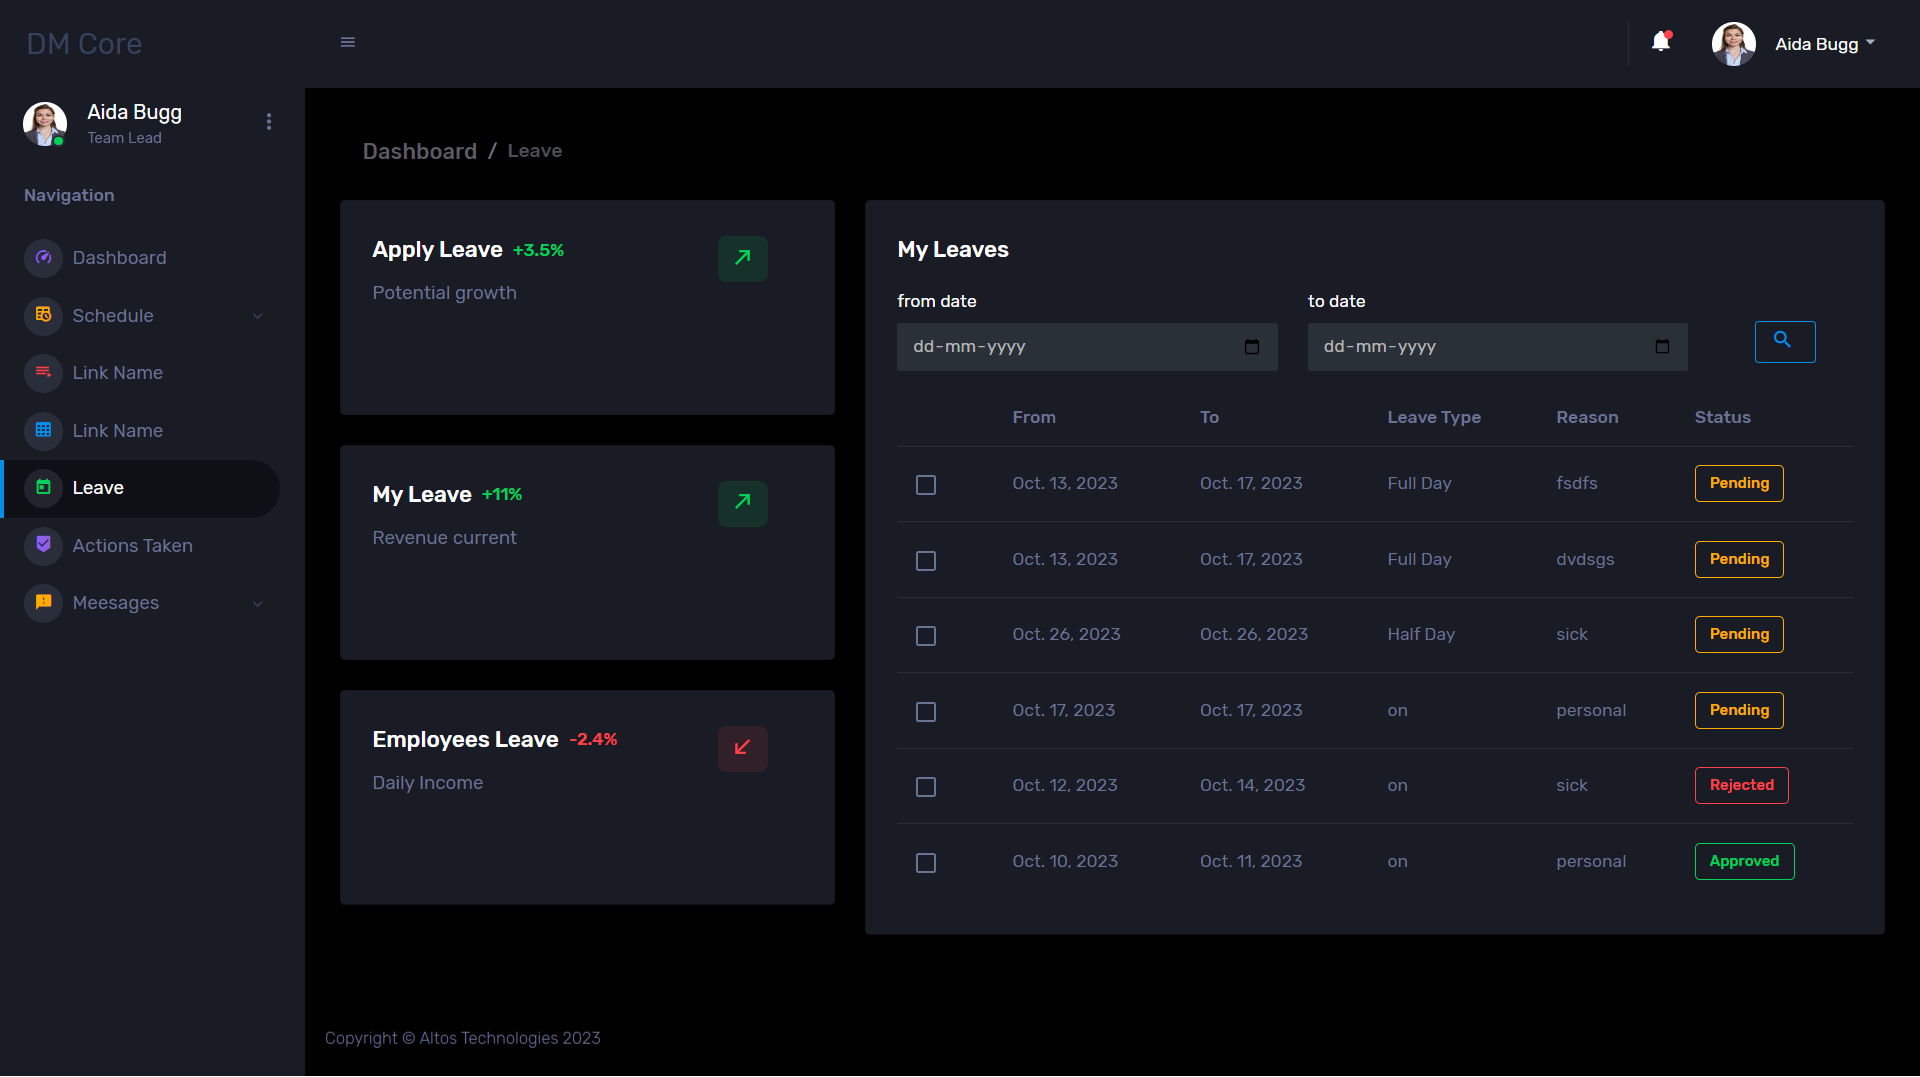 DM Core
Aida Bugg
Aida Bugg
Team Lead
Navigation
Dashboard
Schedule
Link Name
Link Name
Leave
Actions Taken
Meesages
Dashboard / Leave
Apply Leave +3.5%
Potential growth
My Leave +11%
Revenue current
Employees Leave -2.4%
Daily Income
My Leaves
from date to date
dd-mm-yyyy dd-mm-yyyy
From To Leave Type Reason Status
Oct. 13, 2023 Oct. 17, 2023 Full Day fsdfs Pending
Oct. 13, 2023 Oct. 17, 2023 Full Day dvdsgs Pending
Oct. 26, 2023 Oct. 26, 2023 Half Day sick Pending
Oct. 17, 2023 Oct. 17, 2023 on personal Pending
Oct. 12, 2023 Oct. 14, 2023 on sick Rejected
Oct. 10, 2023 Oct. 11, 2023 on personal Approved
Copyright © Altos Technologies 2023